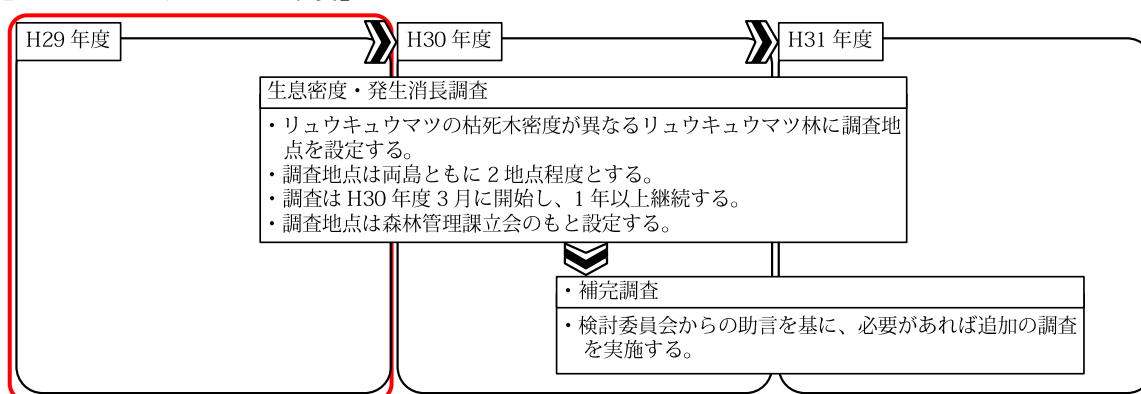 H29 年度
H30 年度
H31 年度
生息密度・発生消長調査
・リュウキュウマツの枯死木密度が異なるリュウキュウマツ林に調査地
点を設定する。
・調査地点は両島ともに 2 地点程度とする。
・調査は H30 年度 3 月に開始し、1 年以上継続する。
・調査地点は森林管理課立会のもと設定する。
・補完調査
・検討委員会からの助言を基に、必要があれば追加の調査
を実施する。